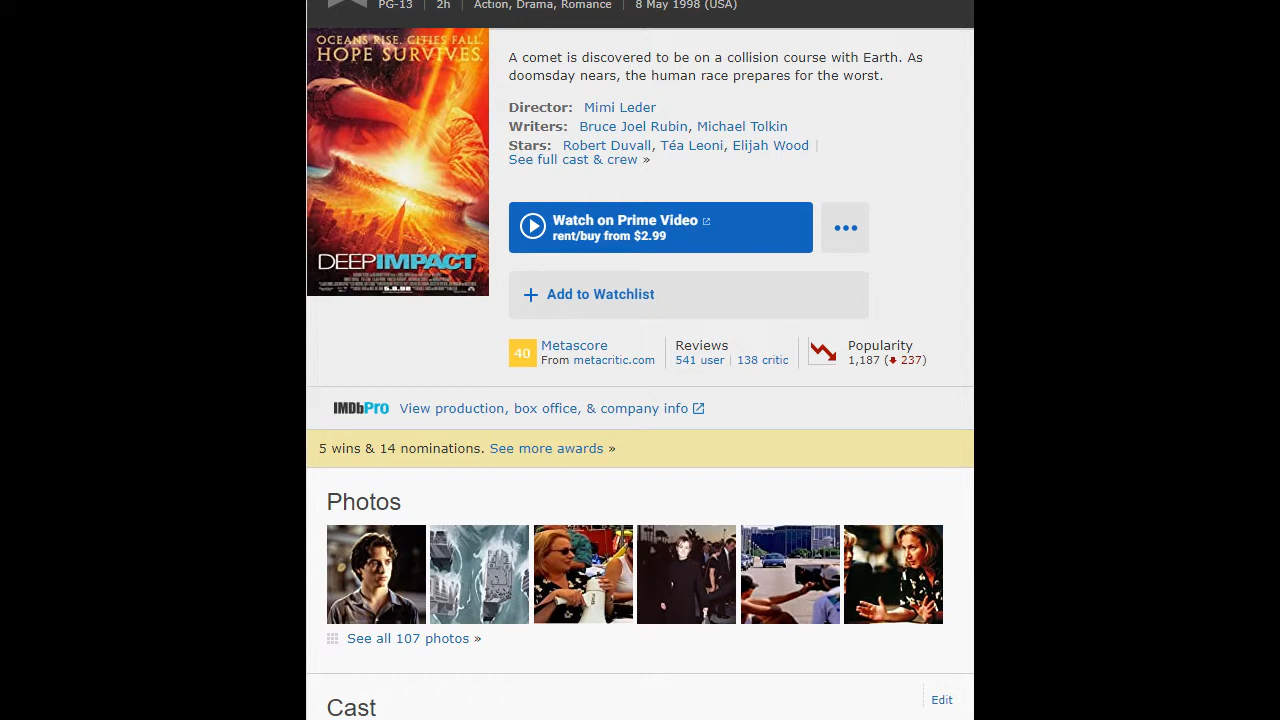 PG-13 | 2h | Action, Drama, Romance | 8 May 1998 (USA)
OCEANS RISE. CITIES FALL.
HOPE SURVIVES.
DEEP IMPACT
5.8.98
A comet is discovered to be on a collision course with Earth. As
doomsday nears, the human race prepares for the worst.
Director: Mimi Leder
Writers: Bruce Joel Rubin, Michael Tolkin
Stars: Robert Duvall, Téa Leoni, Elijah Wood |
See full cast & crew »
Watch on Prime Video
rent/buy from $2.99
Add to Watchlist
40 Metascore
From metacritic.com
Reviews
541 user | 138 critic
Popularity
1,187 (237)
IMDbPro View production, box office, & company info
5 wins & 14 nominations. See more awards »
Photos
See all 107 photos »
Cast
Edit